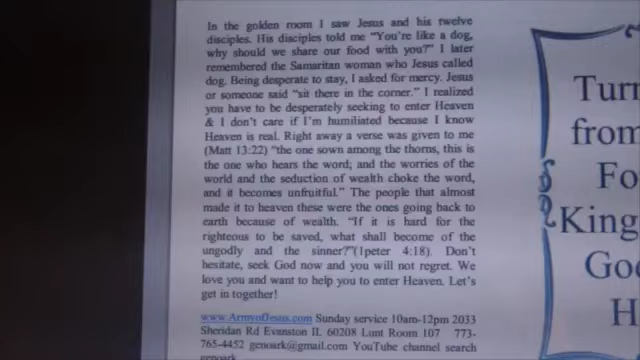 In the golden room I saw Jesus and his twelve
disciples. His disciples told me "You're like a dog,
why should we share our food with you?" I later
remembered the Samaritan woman who Jesus called
dog. Being desperate to stay, I asked for mercy. Jesus
or someone said "sit there in the corner." I realized
you have to be desperately seeking to enter Heaven
& I don't care if I'm humiliated because I know
Heaven is real. Right away a verse was given to me
(Matt 13:22) "the one sown among the thorns, this is
the one who hears the word; and the worries of the
world and the seduction of wealth choke the word,
and it becomes unfruitful." The people that almost
made it to heaven these were the ones going back to
earth because of wealth. "If it is hard for the
righteous to be saved, what shall become of the
ungodly and the sinner?"(1peter 4:18). Don't
hesitate, seek God now and you will not regret. We
love you and want to help you to enter Heaven. Let's
get in together!
www.ArmyofJesus.com Sunday service 10am-12pm 2033
Sheridan Rd Evanston IL 60208 Lunt Room 107 773-
765-4452 genoark@gmail.com YouTube channel search
genoark
Turn
from
Fo
King
Go
H